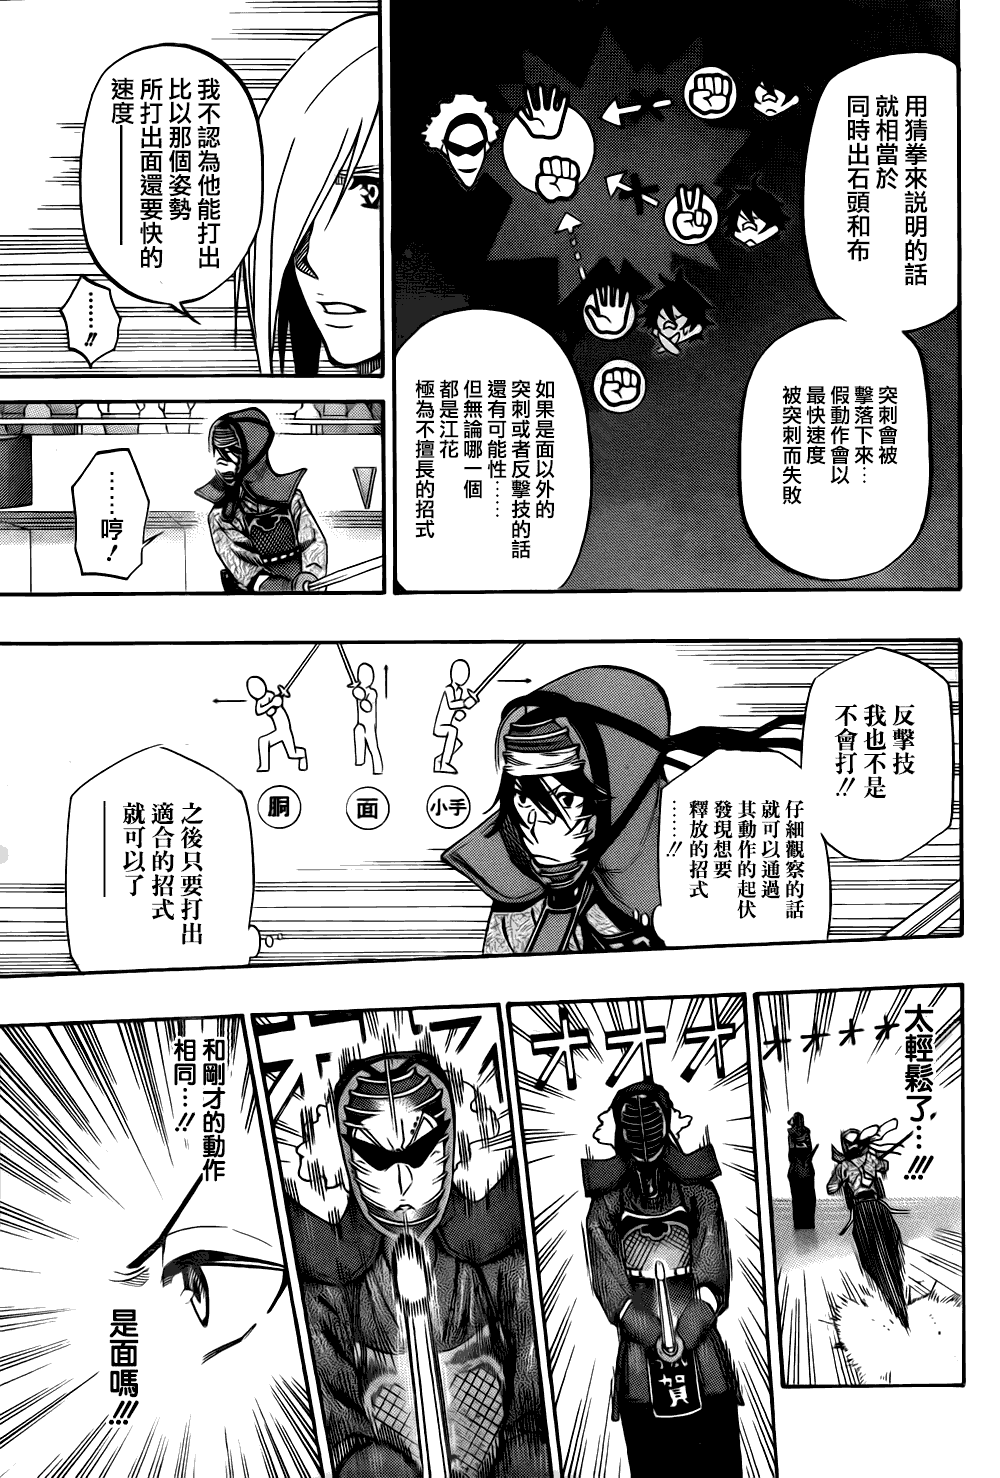 用猜拳來說明的話
就相當於
同時出石頭和布
突刺會被
擊落下來…
假動作會以
最快速度
被突刺而失敗
如果是面以外的
突刺或者反擊技的話
還有可能性……
但無論哪一個
都是江花
極為不擅長的招式
我不認為他能打出
比以那個姿勢
所打出面還要快的
速度——
……!!
……
哼!
反擊技
我也不是
不會打!!
仔細觀察的話
就可以通過
其動作的起伏
發現想要
釋放的招式
……!!
小手
面
胴
之後只要打出
適合的招式
就可以了
——
太輕鬆了……!!!
オオオオ
オオオ
賀
オオ
和剛才的動作
相同…!!
是面嗎!!!